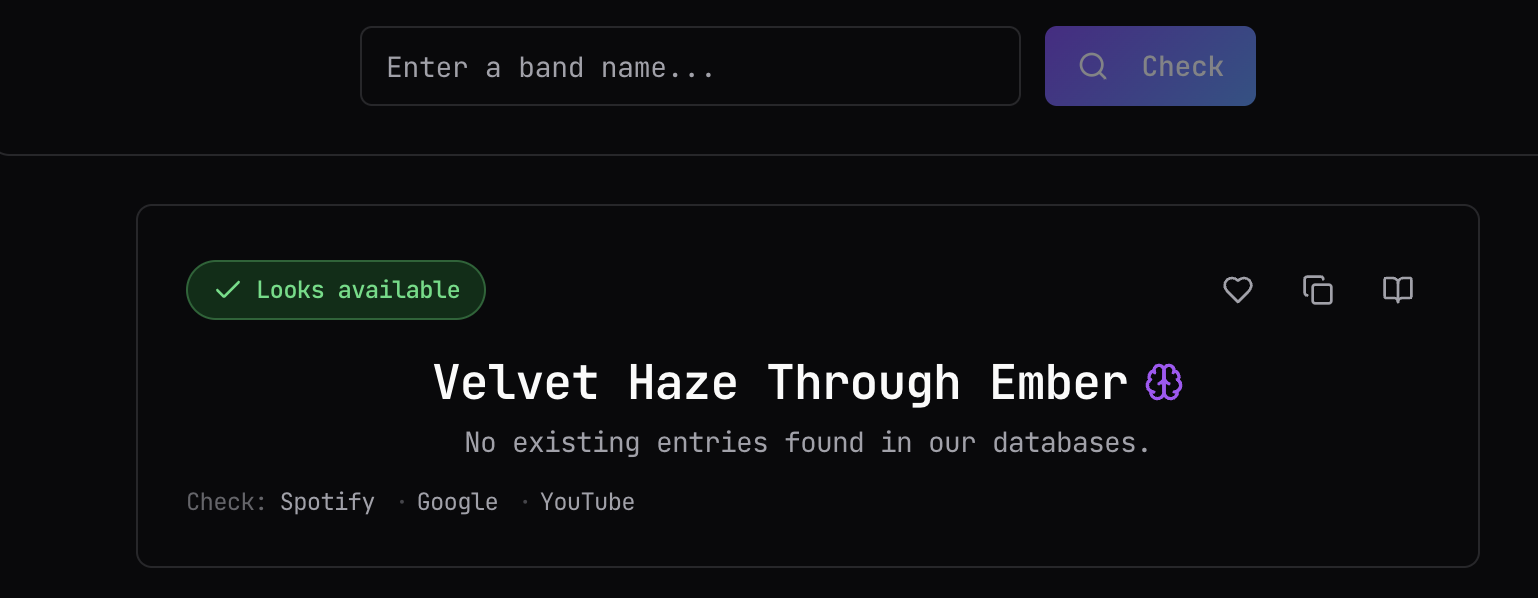 Enter a band name...
Check
Looks available
Velvet Haze Through Ember
No existing entries found in our databases.
Check: Spotify · Google · YouTube